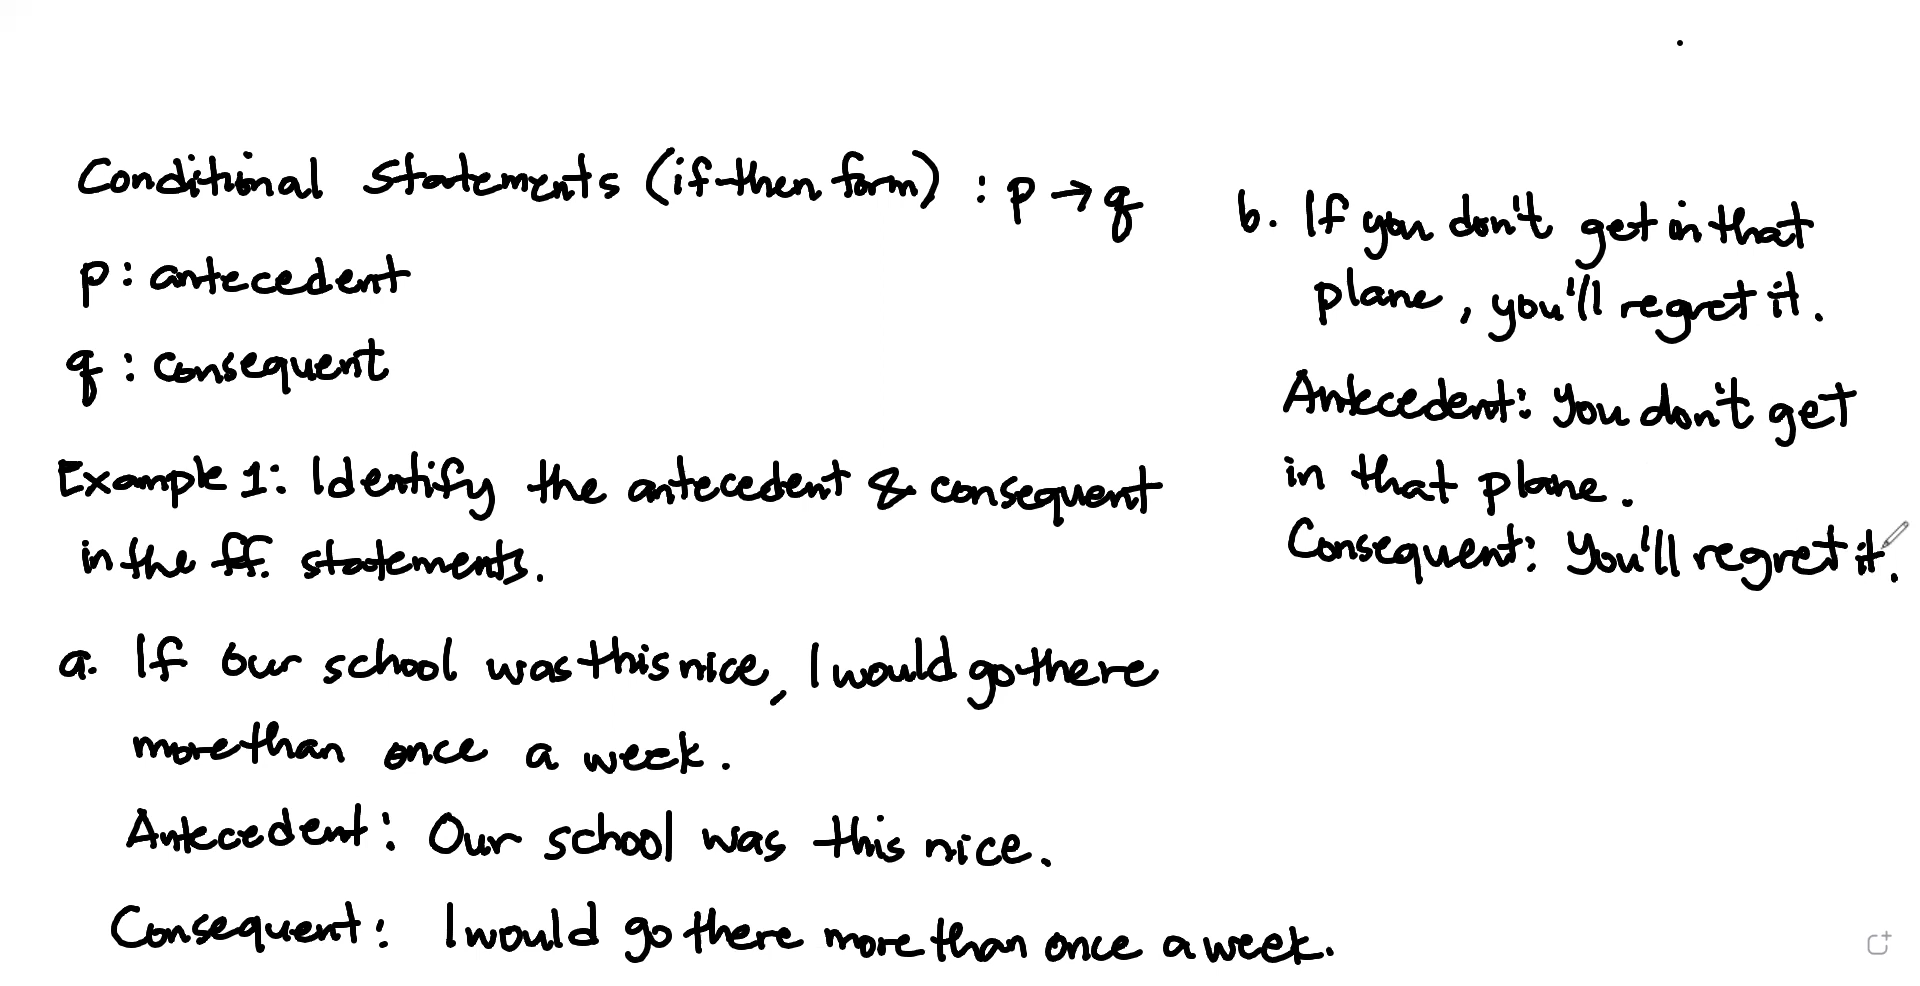 Conditional Statements (if-then form) : p → q
p : antecedent
q : consequent
Example 1: Identify the antecedent & consequent
in the ff. statements.
a. If our school was this nice, I would go there
more than once a week.
Antecedent: Our school was this nice.
Consequent: I would go there more than once a week.
b. If you don't get in that
plane, you'll regret it.
Antecedent: You don't get
in that plane.
Consequent: You'll regret it.